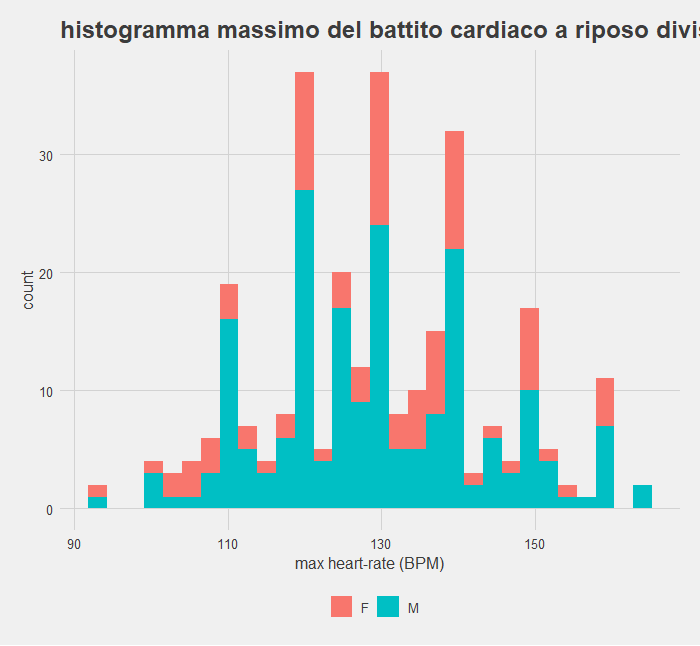 histogramma massimo del battito cardiaco a riposo
30
20
10
0
count
90 110 130 150
max heart-rate (BPM)
F M